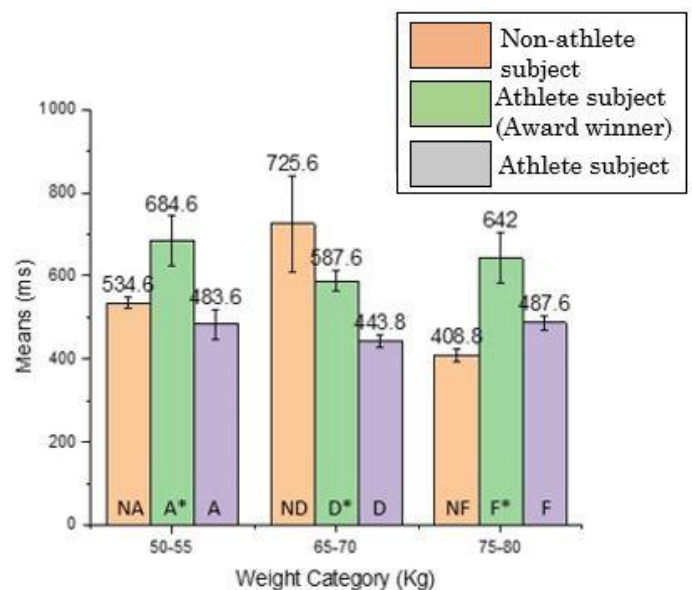 Non-athlete
subject
Athlete subject
(Award winner)
Athlete subject
1000
800
600
400
200
0
Means (ms)
534.6
684.6
483.6
725.6
587.6
443.8
408.8
642
487.6
NA A* A ND D* D NF F* F
50-55 65-70 75-80
Weight Category (Kg)